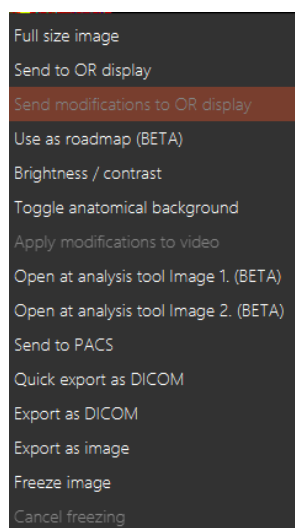 Full size image
Send to OR display
Send modifications to OR display
Use as roadmap (BETA)
Brightness / contrast
Toggle anatomical background
Apply modifications to video
Open at analysis tool Image 1. (BETA)
Open at analysis tool Image 2. (BETA)
Send to PACS
Quick export as DICOM
Export as DICOM
Export as image
Freeze image
Cancel freezing